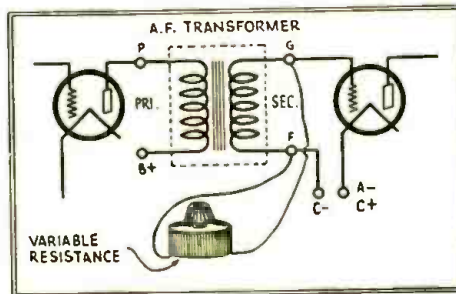 A.F. TRANSFORMER
P
G
PRI.
SEC.
B+
F
C-
A-
C+
VARIABLE
RESISTANCE